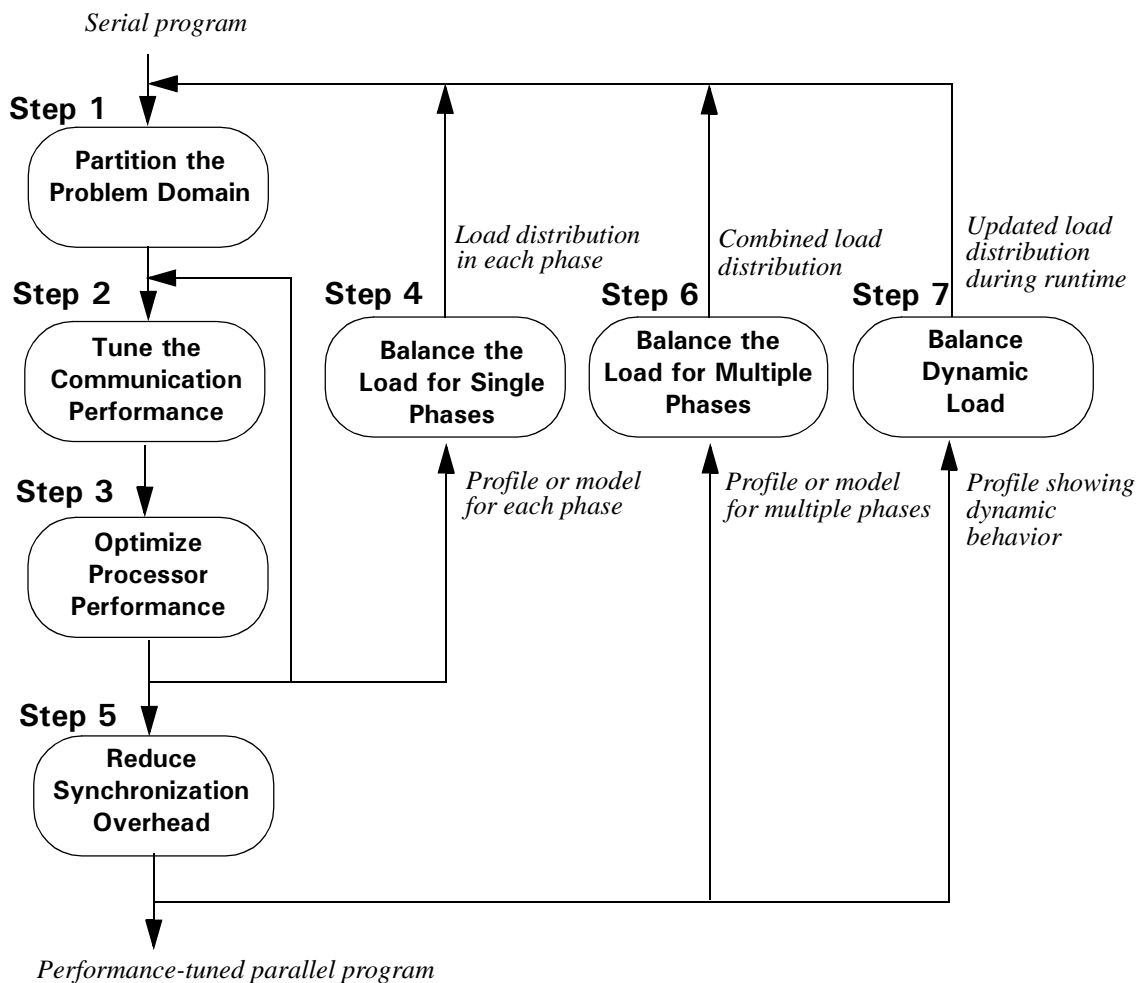 Serial program
Step 1
Partition the
Problem Domain
Step 2
Tune the
Communication
Performance
Step 3
Optimize
Processor
Performance
Step 5
Reduce
Synchronization
Overhead
Performance-tuned parallel program
Load distribution
in each phase
Step 4
Balance the
Load for Single
Phases
Profile or model
for each phase
Combined load
distribution
Step 6
Balance the
Load for Multiple
Phases
Profile or model
for multiple phases
Updated load
distribution
during runtime
Step 7
Balance
Dynamic
Load
Profile showing
dynamic
behavior